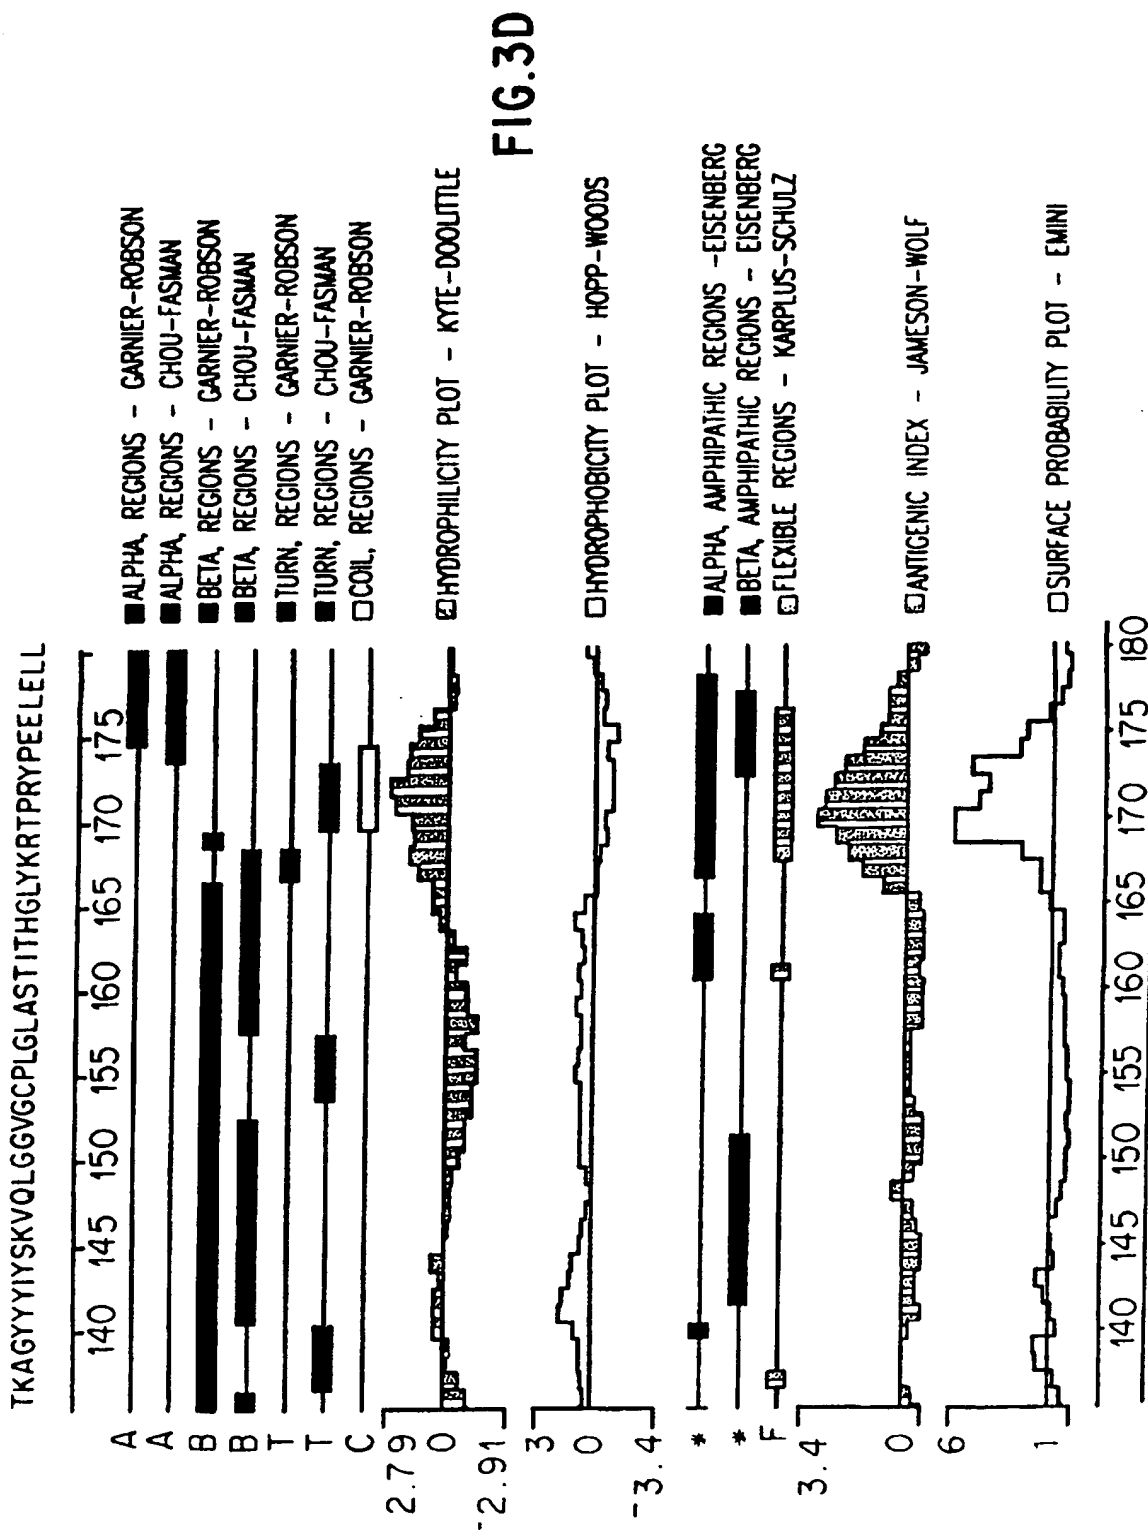 TKAGYYYIYSKVQLGGVGCPLGLASTITHGLYKRTPRYPEELELL
140 145 150 155 160 165 170 175
A ALPHA, REGIONS - GARNIER-ROBSON
A ALPHA, REGIONS - CHOU-FASMAN
B BETA, REGIONS - GARNIER-ROBSON
B BETA, REGIONS - CHOU-FASMAN
T TURN, REGIONS - GARNIER-ROBSON
T TURN, REGIONS - CHOU-FASMAN
C COIL, REGIONS - GARNIER-ROBSON
2.79
0 HYDROPHILICITY PLOT - KYTE-DOOLITTLE
-2.91
3
0 HYDROPHOBICITY PLOT - HOPP-WOODS
-3.4
* ALPHA, AMPHIPATHIC REGIONS -EISENBERG
* BETA, AMPHIPATHIC REGIONS - EISENBERG
F FLEXIBLE REGIONS - KARPLUS-SCHULZ
3.4
0 ANTIGENIC INDEX - JAMESON-WOLF
6
1 SURFACE PROBABILITY PLOT - EMINI
140 145 150 155 160 165 170 175 180
FIG.3D